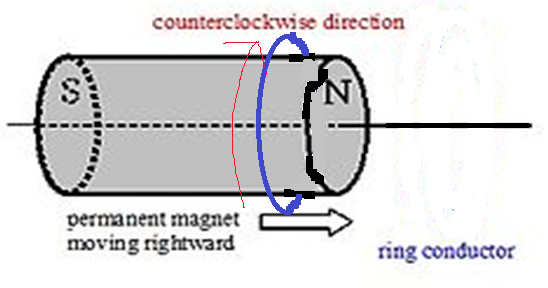 counterclockwise direction
S
N
permanent magnet
moving rightward
ring conductor